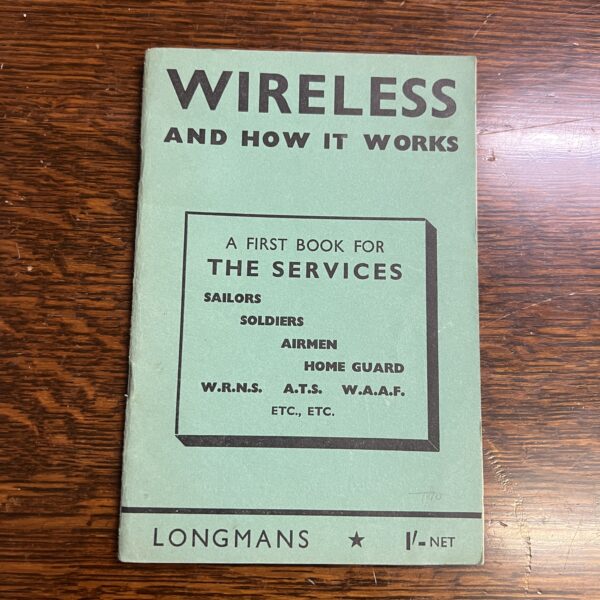 WIRELESS
AND HOW IT WORKS
A FIRST BOOK FOR
THE SERVICES
SAILORS
SOLDIERS
AIRMEN
HOME GUARD
W.R.N.S. A.T.S. W.A.A.F.
ETC., ETC.
LONGMANS ★ 1/- NET